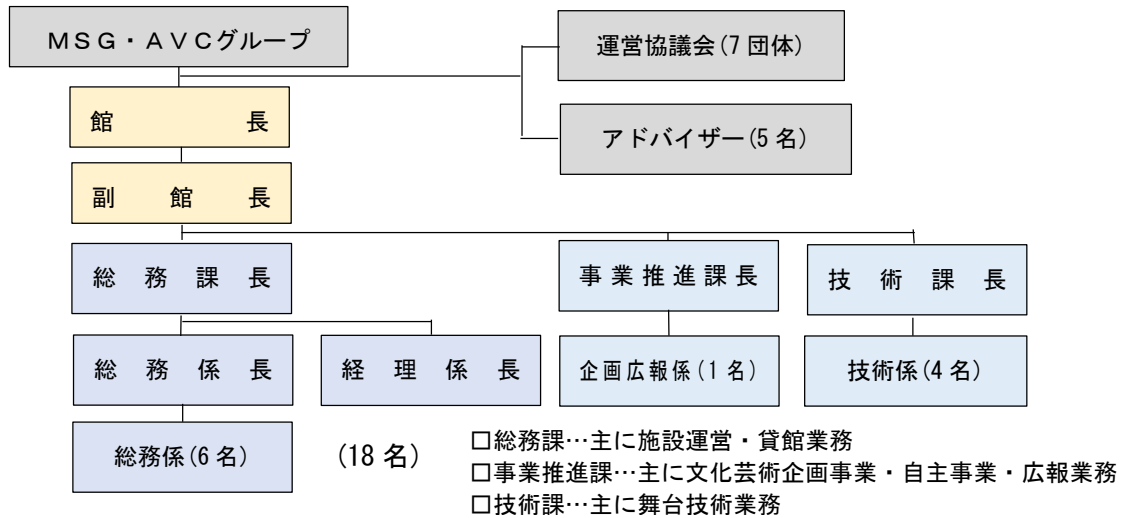 MSG・AVCグループ
運営協議会(7団体)
アドバイザー(5名)
館長
副館長
総務課長
事業推進課長
技術課長
総務係長
経理係長
企画広報係(1名)
技術係(4名)
総務係(6名)
(18名)
□総務課…主に施設運営・貸館業務
□事業推進課…主に文化芸術企画事業・自主事業・広報業務
□技術課…主に舞台技術業務